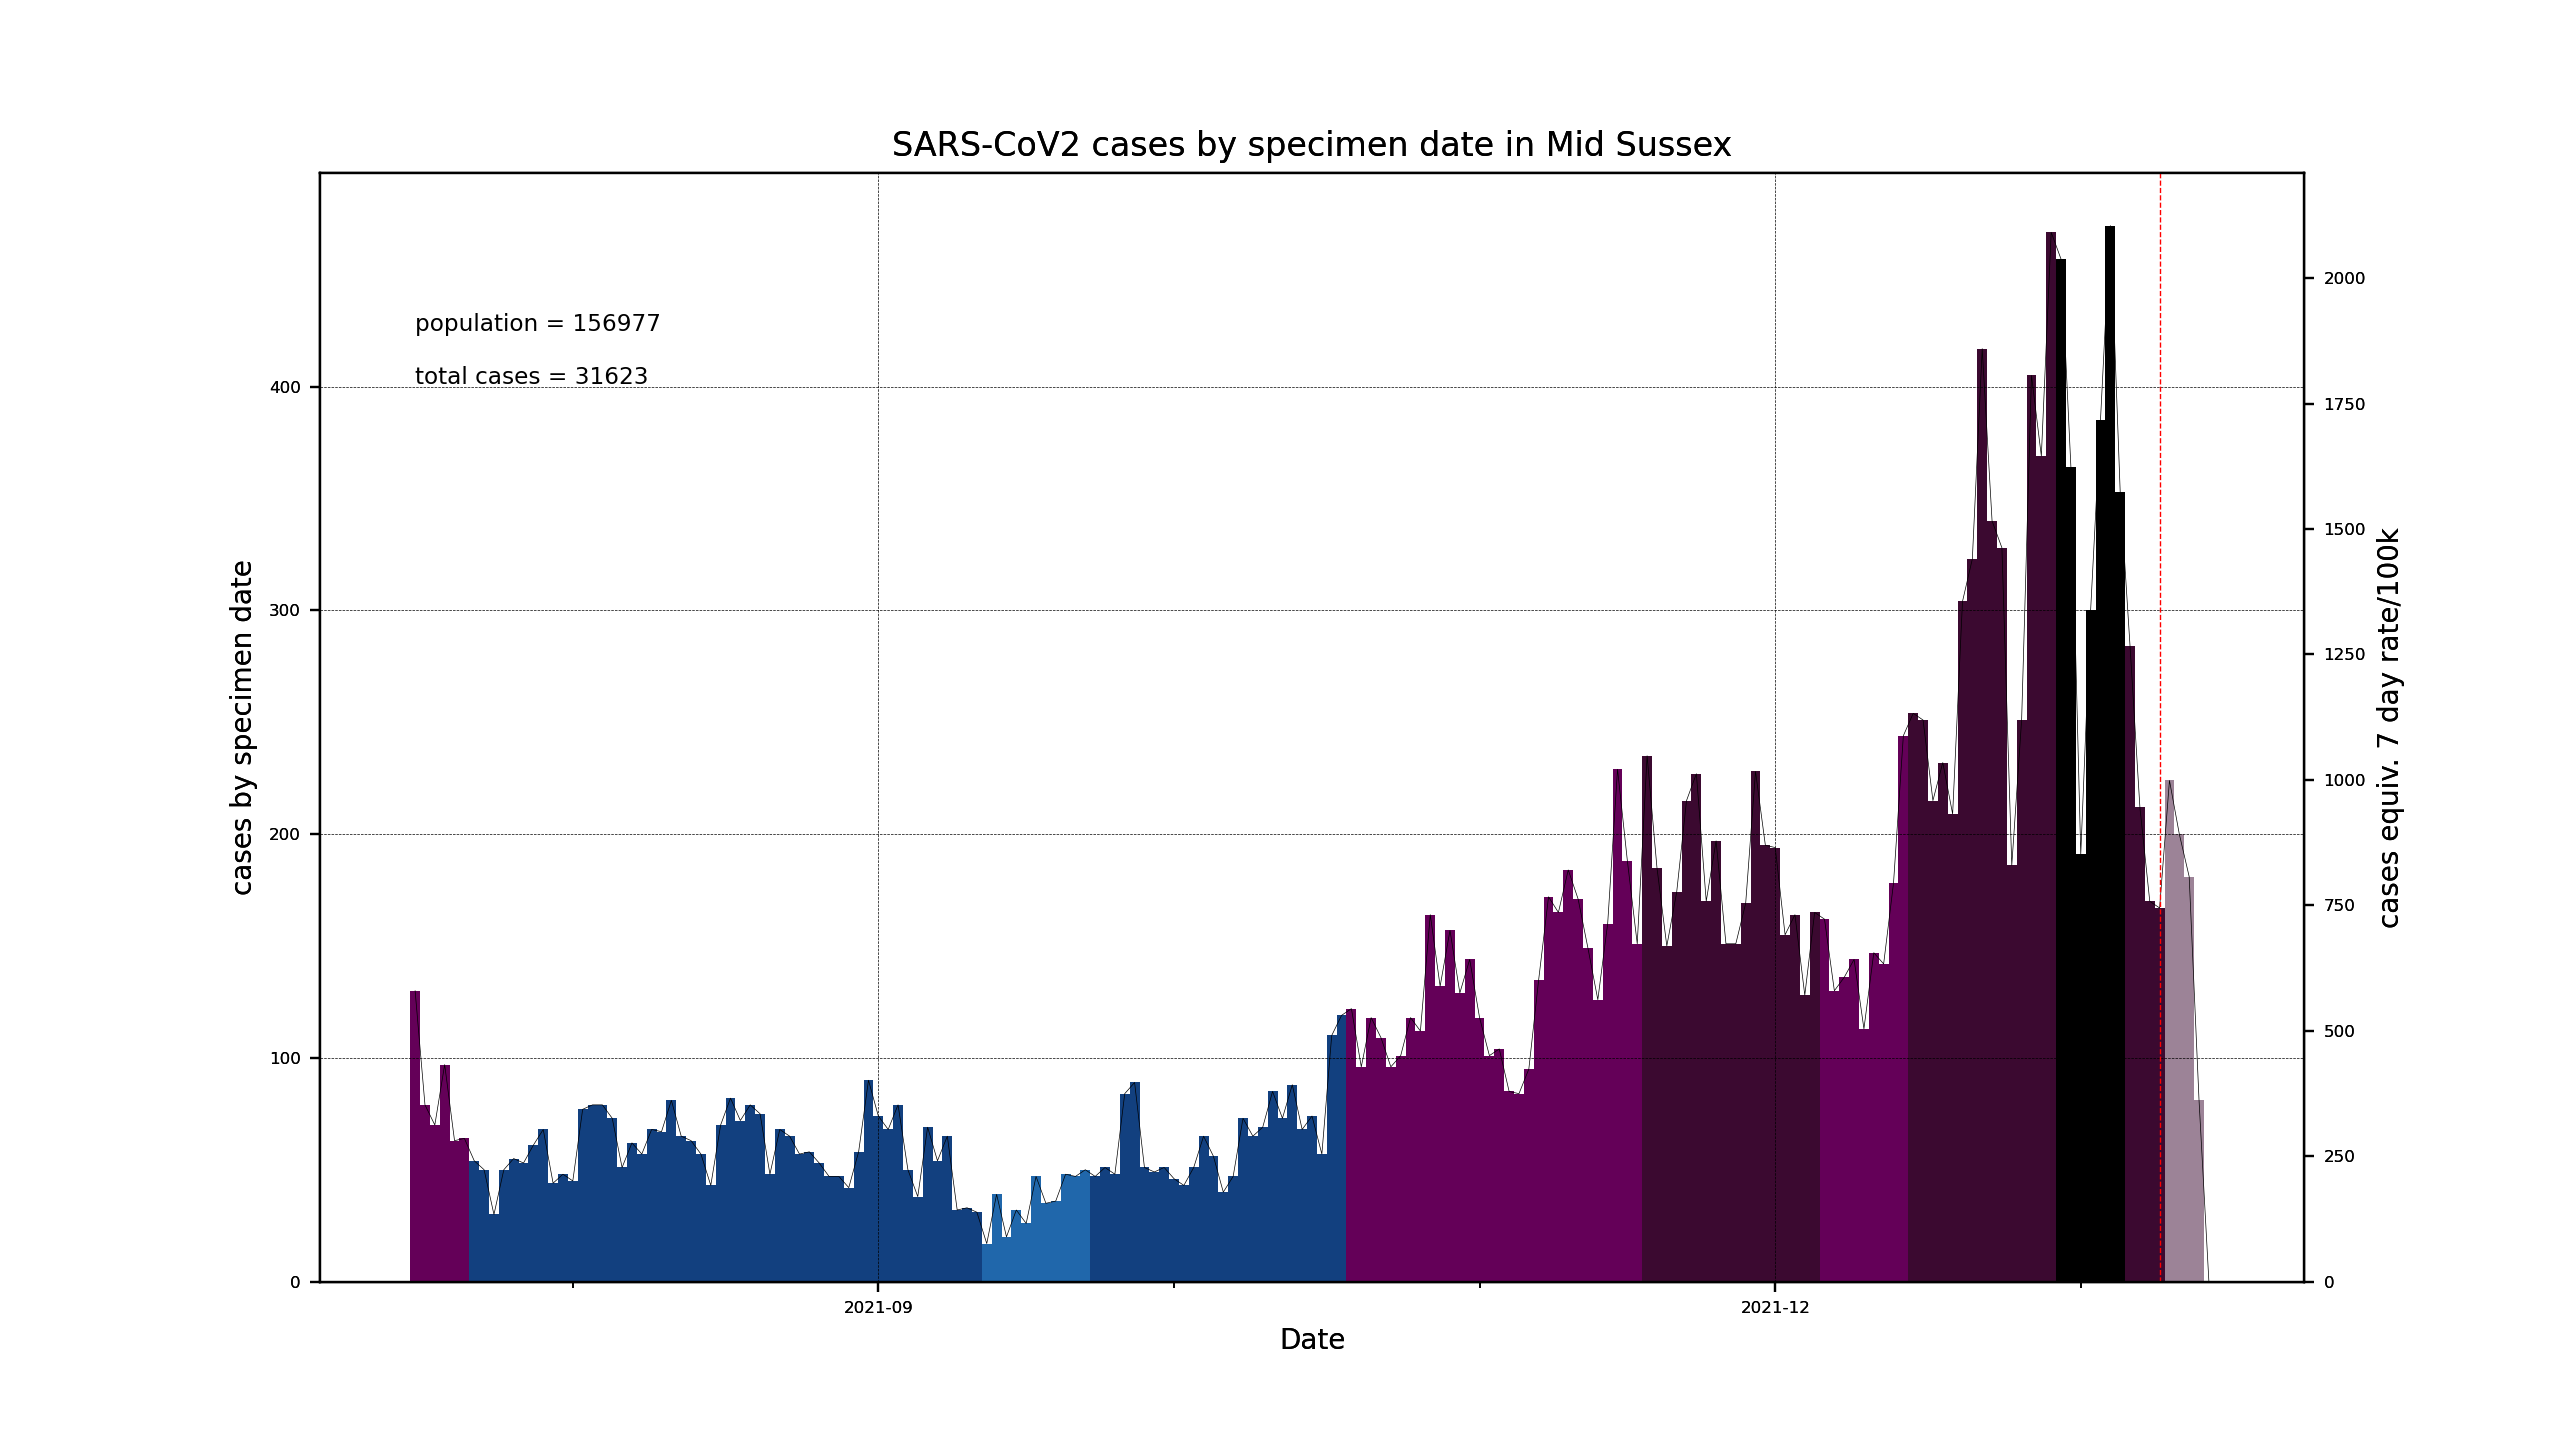 SARS-CoV2 cases by specimen date in Mid Sussex
population = 156977
total cases = 31623
cases by specimen date
400
300
200
100
0
2000
1750
1500
1250
1000
750
500
250
0
cases equiv. 7 day rate/100k
2021-09
2021-12
Date